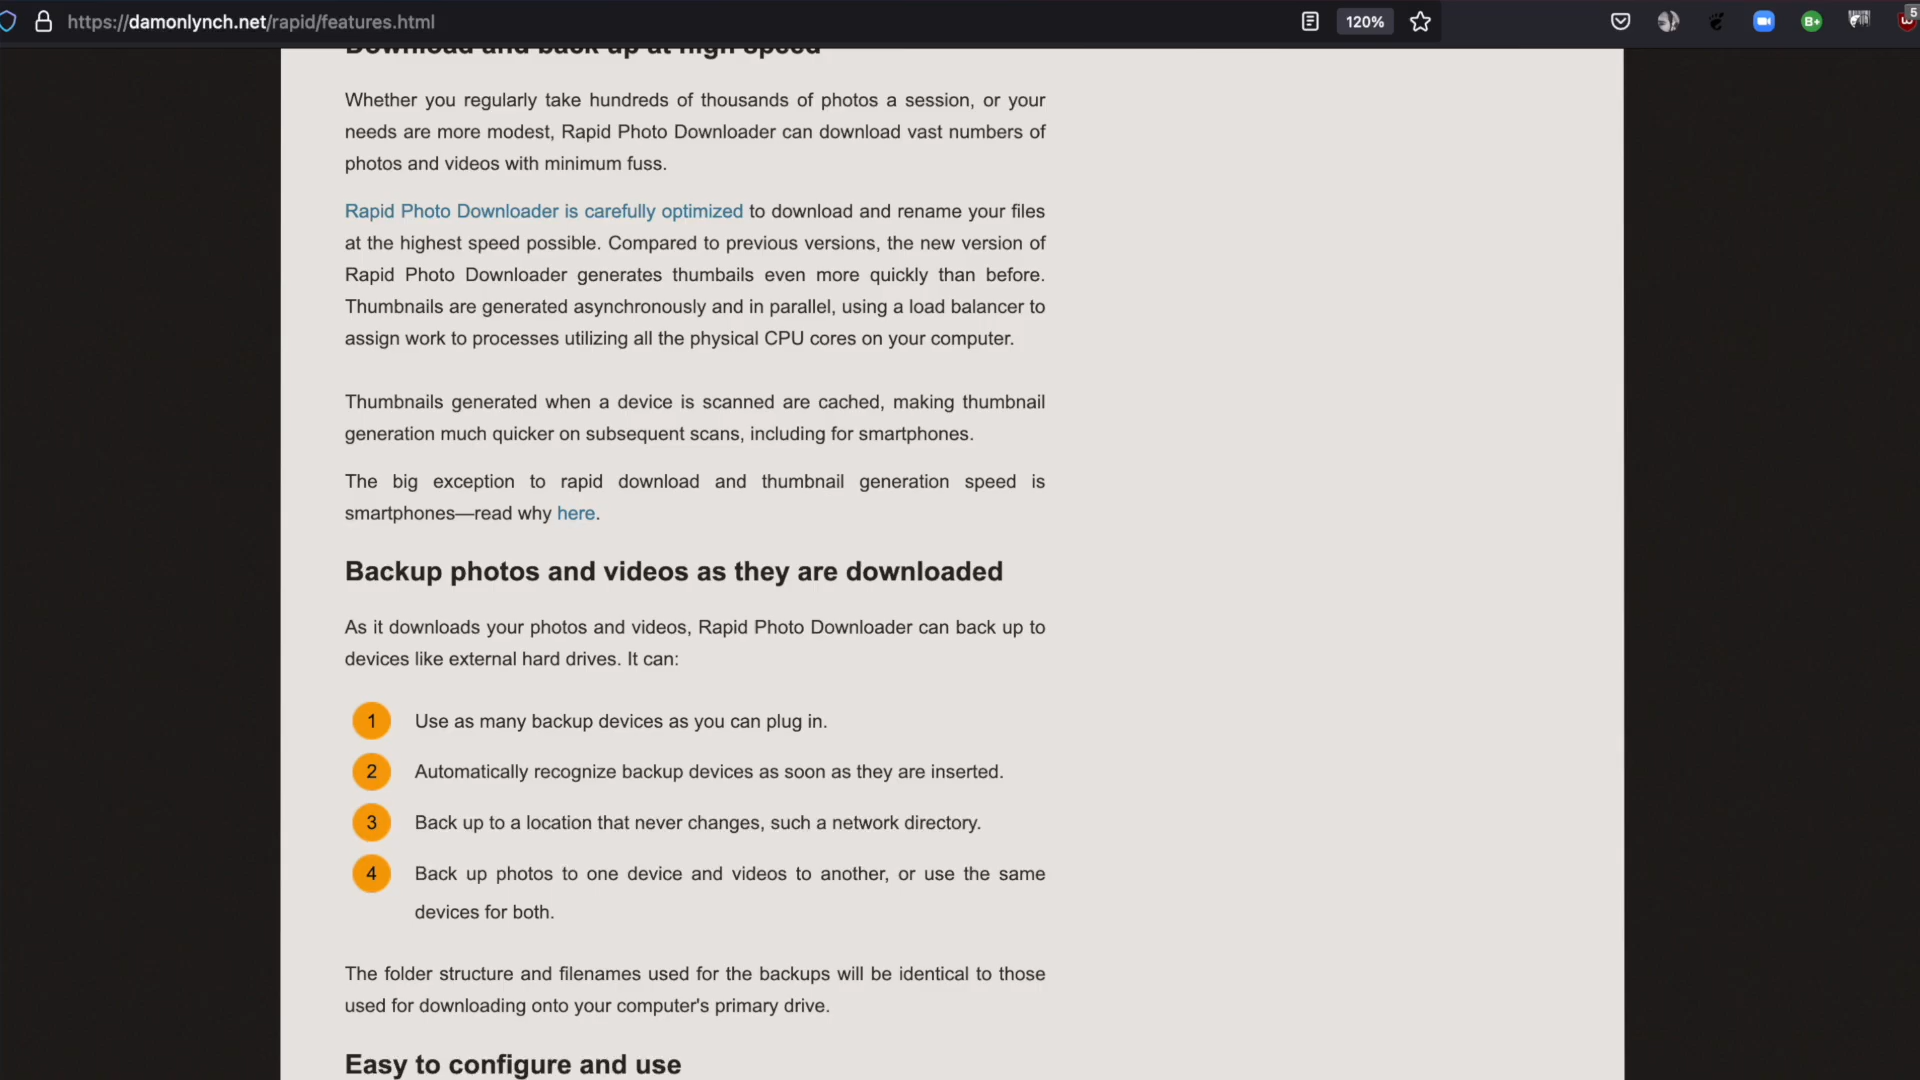 https://damonlynch.net/rapid/features.html
120%
5
B+
Download and back up at high speed
Whether you regularly take hundreds of thousands of photos a session, or your
needs are more modest, Rapid Photo Downloader can download vast numbers of
photos and videos with minimum fuss.
Rapid Photo Downloader is carefully optimized to download and rename your files
at the highest speed possible. Compared to previous versions, the new version of
Rapid Photo Downloader generates thumbails even more quickly than before.
Thumbnails are generated asynchronously and in parallel, using a load balancer to
assign work to processes utilizing all the physical CPU cores on your computer.
Thumbnails generated when a device is scanned are cached, making thumbnail
generation much quicker on subsequent scans, including for smartphones.
The big exception to rapid download and thumbnail generation speed is
smartphones—read why here.
Backup photos and videos as they are downloaded
As it downloads your photos and videos, Rapid Photo Downloader can back up to
devices like external hard drives. It can:
1 Use as many backup devices as you can plug in.
2 Automatically recognize backup devices as soon as they are inserted.
3 Back up to a location that never changes, such a network directory.
4 Back up photos to one device and videos to another, or use the same
devices for both.
The folder structure and filenames used for the backups will be identical to those
used for downloading onto your computer's primary drive.
Easy to configure and use